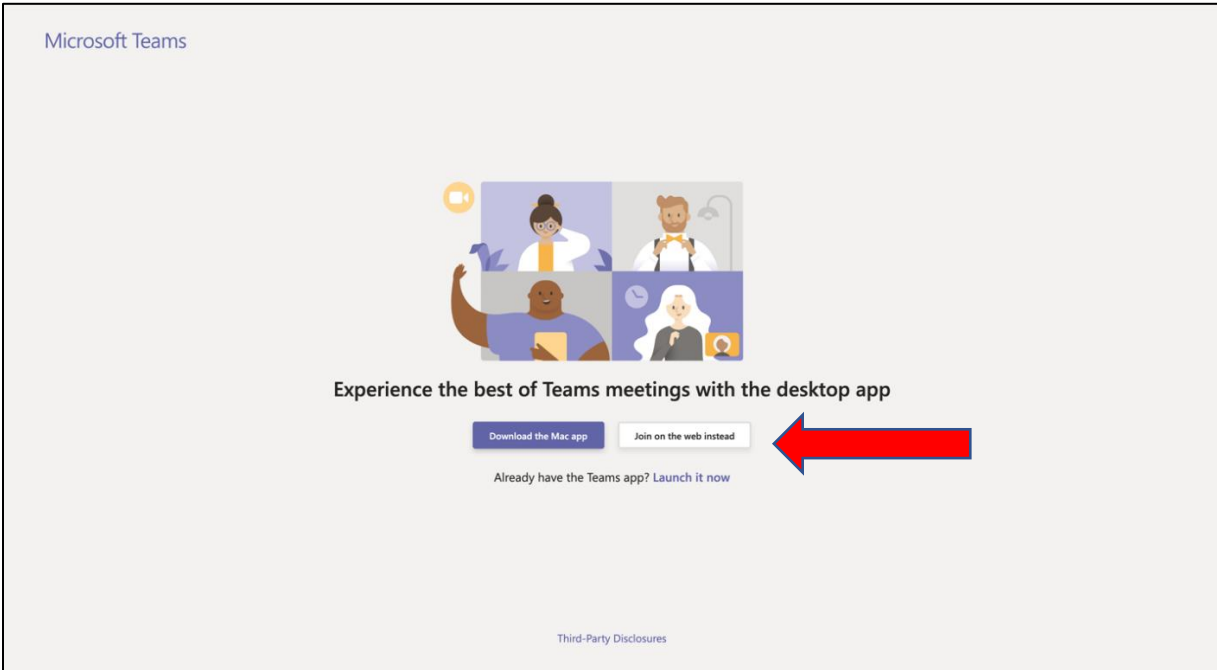 Microsoft Teams
Experience the best of Teams meetings with the desktop app
Download the Mac app
Join on the web instead
Already have the Teams app? Launch it now
Third-Party Disclosures